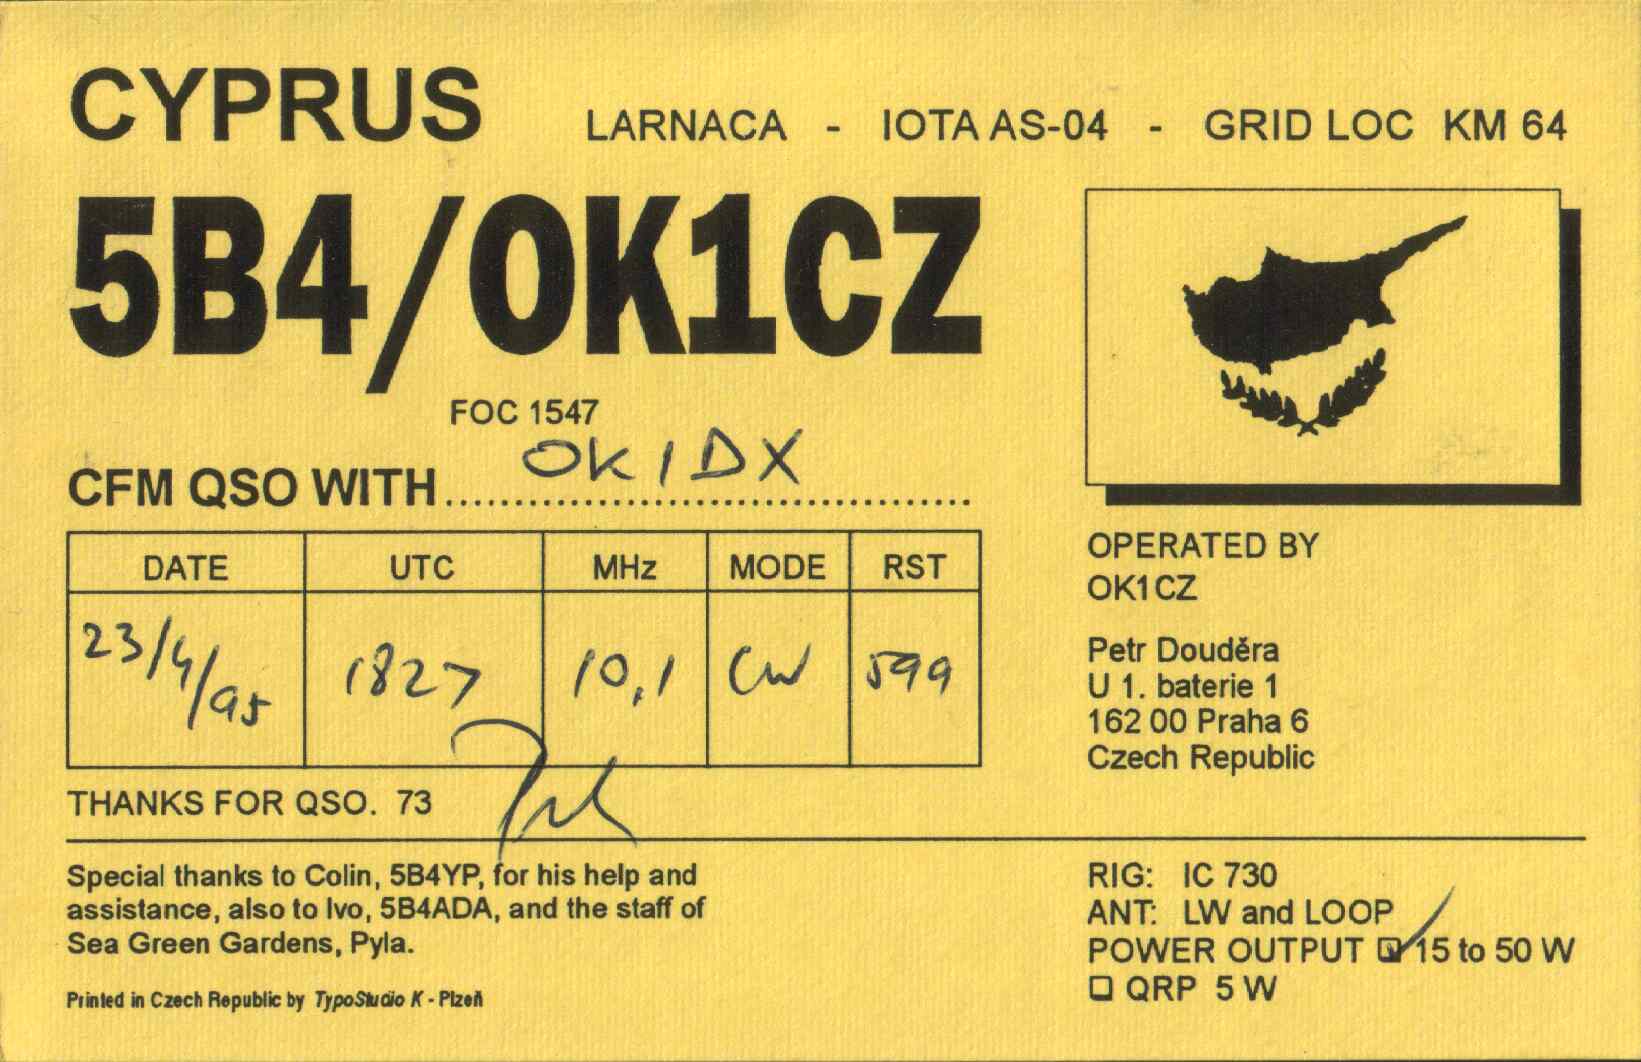 CYPRUS
LARNACA - IOTA AS-04 - GRID LOC KM 64
5B4/OK1CZ
FOC 1547
CFM QSO WITH OK1DX
DATE UTC MHz MODE RST
23/4/95 1827 10,1 CW 599
THANKS FOR QSO. 73
OPERATED BY
OK1CZ
Petr Douděra
U 1. baterie 1
162 00 Praha 6
Czech Republic
Special thanks to Colin, 5B4YP, for his help and
assistance, also to Ivo, 5B4ADA, and the staff of
Sea Green Gardens, Pyla.
Printed in Czech Republic by TypoStudio K - Plzeň
RIG: IC 730
ANT: LW and LOOP
POWER OUTPUT ☑ 15 to 50 W
☐ QRP 5 W